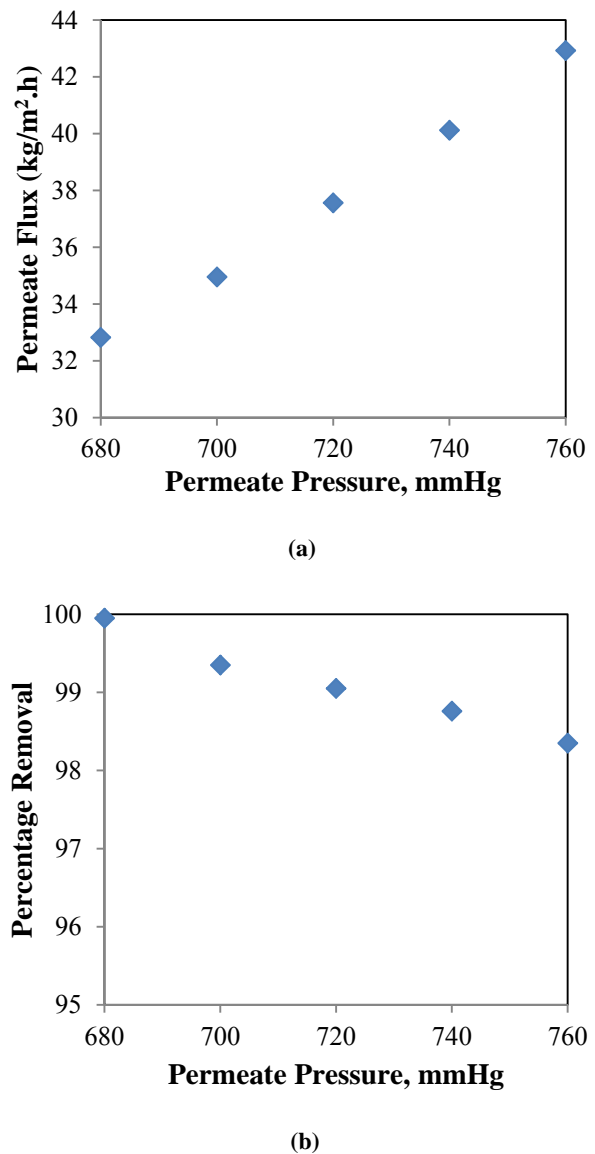 44
42
40
38
36
34
32
30
Permeate Flux (kg/m².h)
680 700 720 740 760
Permeate Pressure, mmHg
(a)
100
99
98
97
96
95
Percentage Removal
680 700 720 740 760
Permeate Pressure, mmHg
(b)